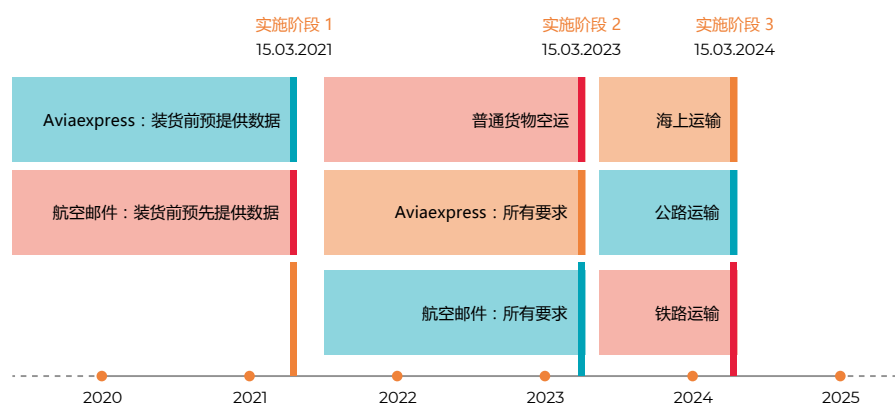 实施阶段 1
15.03.2021
实施阶段 2
15.03.2023
实施阶段 3
15.03.2024
Aviaexpress：装货前预提供数据
普通货物空运
海上运输
航空邮件：装货前预先提供数据
Aviaexpress：所有要求
公路运输
航空邮件：所有要求
铁路运输
2020
2021
2022
2023
2024
2025